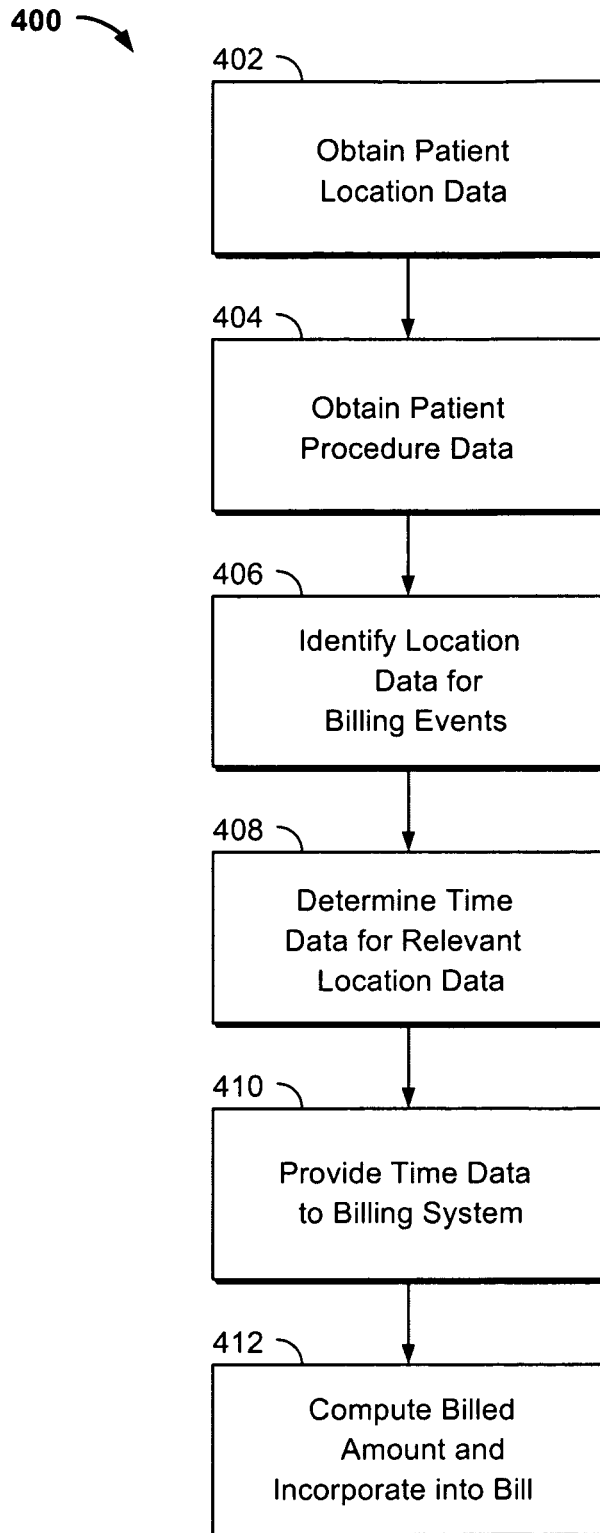 400
402
Obtain Patient
Location Data
404
Obtain Patient
Procedure Data
406
Identify Location
Data for
Billing Events
408
Determine Time
Data for Relevant
Location Data
410
Provide Time Data
to Billing System
412
Compute Billed
Amount and
Incorporate into Bill